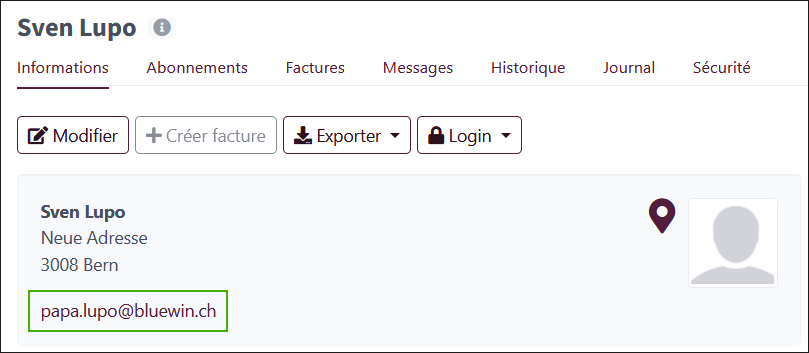 Sven Lupo
Informations Abonnements Factures Messages Historique Journal Sécurité
Modifier Créer facture Exporter Login
Sven Lupo
Neue Adresse
3008 Bern
papa.lupo@bluewin.ch